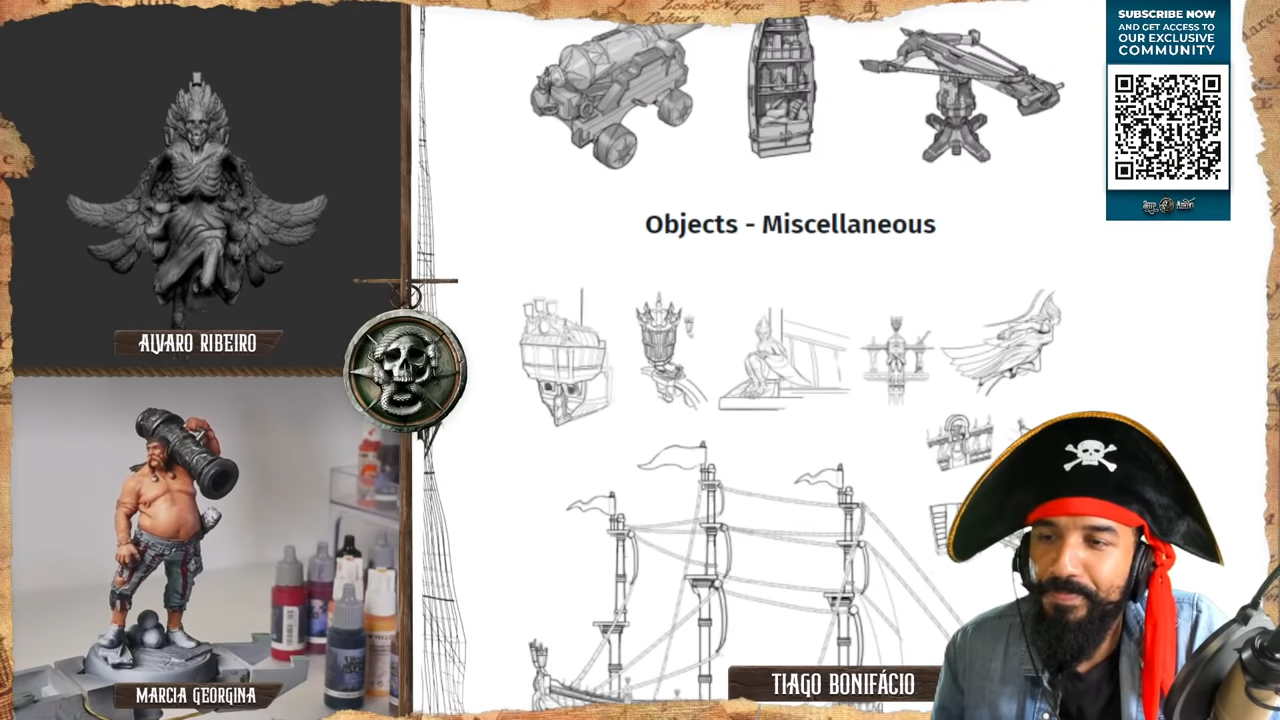 SUBSCRIBE NOW
AND GET ACCESS TO
OUR EXCLUSIVE
COMMUNITY
Objects - Miscellaneous
ALVARO RIBEIRO
MARCIA GEORGINA
TIAGO BONIFÁCIO